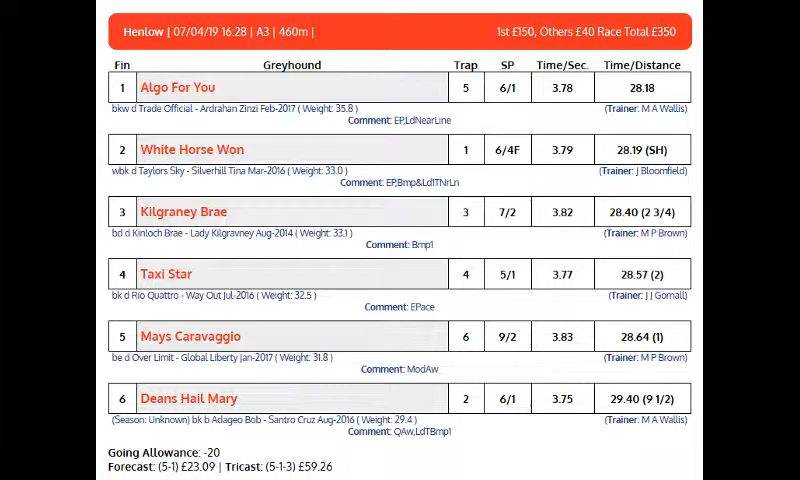 Henlow | 07/04/19 16:28 | A3 | 460m | 1st £150, Others £40 Race Total £350
Fin Greyhound Trap SP Time/Sec. Time/Distance
1 Algo For You 5 6/1 3.78 28.18
bkw d Trade Official - Ardrahan Zinzi Feb-2017 ( Weight: 35.8 ) (Trainer: M A Wallis)
Comment: EP,LdNearLine
2 White Horse Won 1 6/4F 3.79 28.19 (SH)
wbk d Taylors Sky - Silverhill Tina Mar-2016 ( Weight: 33.0 ) (Trainer: J Bloomfield)
Comment: EP,Bmp&Ld1TNrLn
3 Kilgraney Brae 3 7/2 3.82 28.40 (2 3/4)
bd d Kinloch Brae - Lady Kilgravney Aug-2014 ( Weight: 33.1 ) (Trainer: M P Brown)
Comment: Bmp1
4 Taxi Star 4 5/1 3.77 28.57 (2)
bk d Rio Quattro - Way Out Jul-2016 ( Weight: 32.5 ) (Trainer: J J Gornall)
Comment: EPace
5 Mays Caravaggio 6 9/2 3.83 28.64 (1)
be d Over Limit - Global Liberty Jan-2017 ( Weight: 31.8 ) (Trainer: M P Brown)
Comment: ModAw
6 Deans Hail Mary 2 6/1 3.75 29.40 (9 1/2)
(Season: Unknown) bk b Adageo Bob - Santro Cruz Aug-2016 ( Weight: 29.4 ) (Trainer: M A Wallis)
Comment: QAw,LdTBmp1
Going Allowance: -20
Forecast: (5-1) £23.09 | Tricast: (5-1-3) £59.26